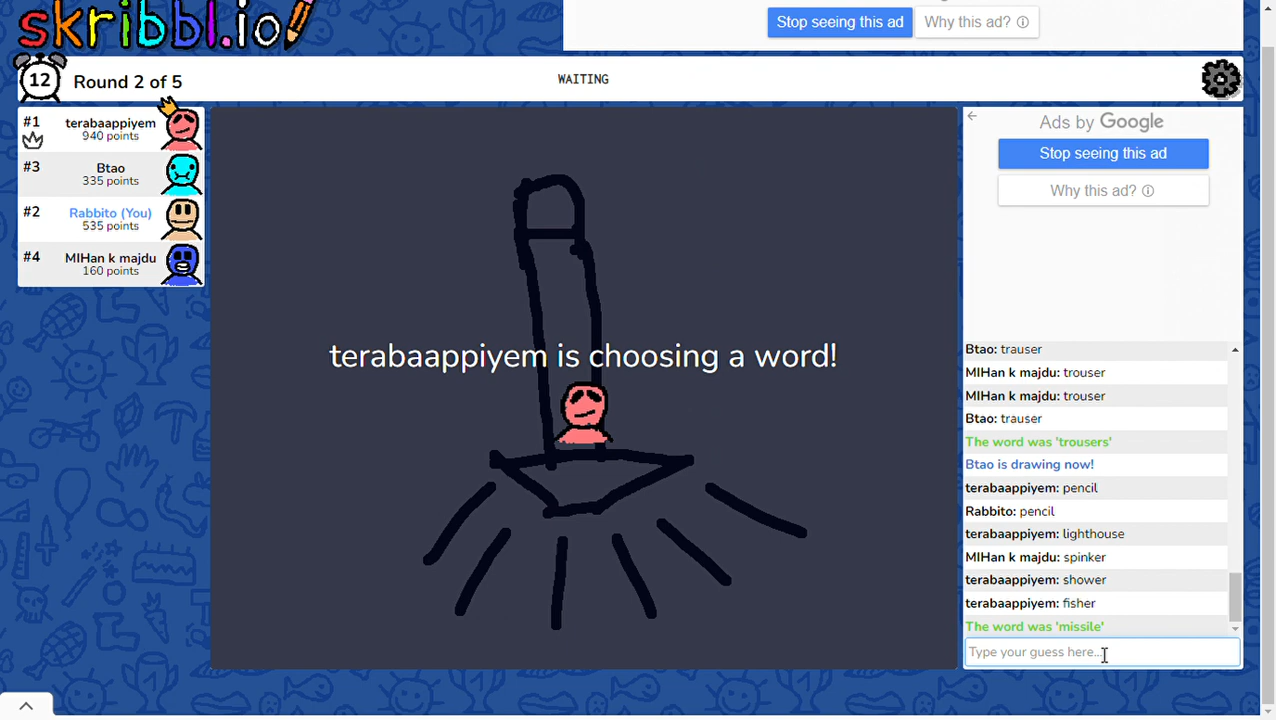 skribbl.io
Stop seeing this ad
Why this ad?
12
Round 2 of 5
WAITING
#1
terabaappiyem
940 points
#3
Btao
335 points
#2
Rabbito (You)
535 points
#4
MIHan k majdu
160 points
terabaappiyem is choosing a word!
Ads by Google
Stop seeing this ad
Why this ad?
Btao: trauser
MIHan k majdu: trouser
MIHan k majdu: trouser
Btao: trauser
The word was 'trousers'
Btao is drawing now!
terabaappiyem: pencil
Rabbito: pencil
terabaappiyem: lighthouse
MIHan k majdu: spinker
terabaappiyem: shower
terabaappiyem: fisher
The word was 'missile'
Type your guess here...